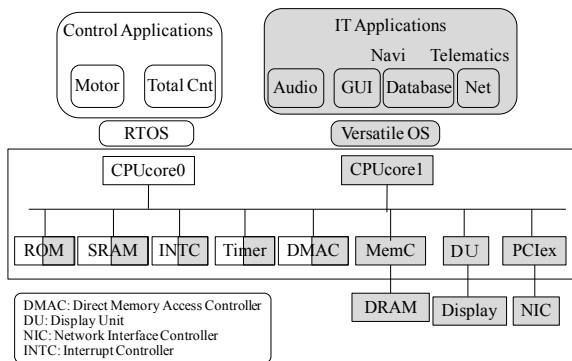 Control Applications
IT Applications
Navi Telematics
Motor Total Cnt
Audio GUI Database Net
RTOS Versatile OS
CPUcore0 CPUcore1
ROM SRAM INTC Timer DMAC MemC DU PCIex
DRAM Display NIC
DMAC: Direct Memory Access Controller
DU: Display Unit
NIC: Network Interface Controller
INTC: Interrupt Controller